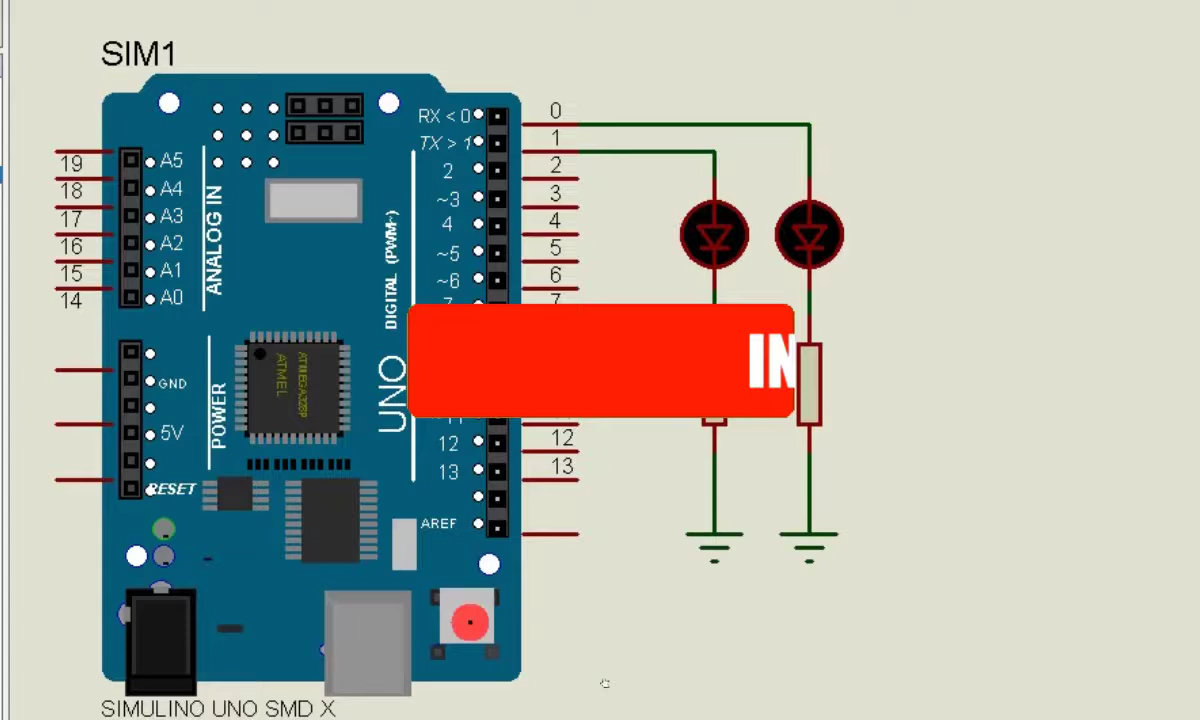 SIM1
RX < 0
0
TX > 1
1
2
2
~3
3
4
4
~5
5
~6
6
7
12
12
13
13
AREF
DIGITAL (PWM~)
UNO
19
A5
18
A4
17
A3
16
A2
15
A1
14
A0
ANALOG IN
GND
5V
RESET
POWER
ATMEGA328P
ATMEL
IN
SIMULINO UNO SMD X